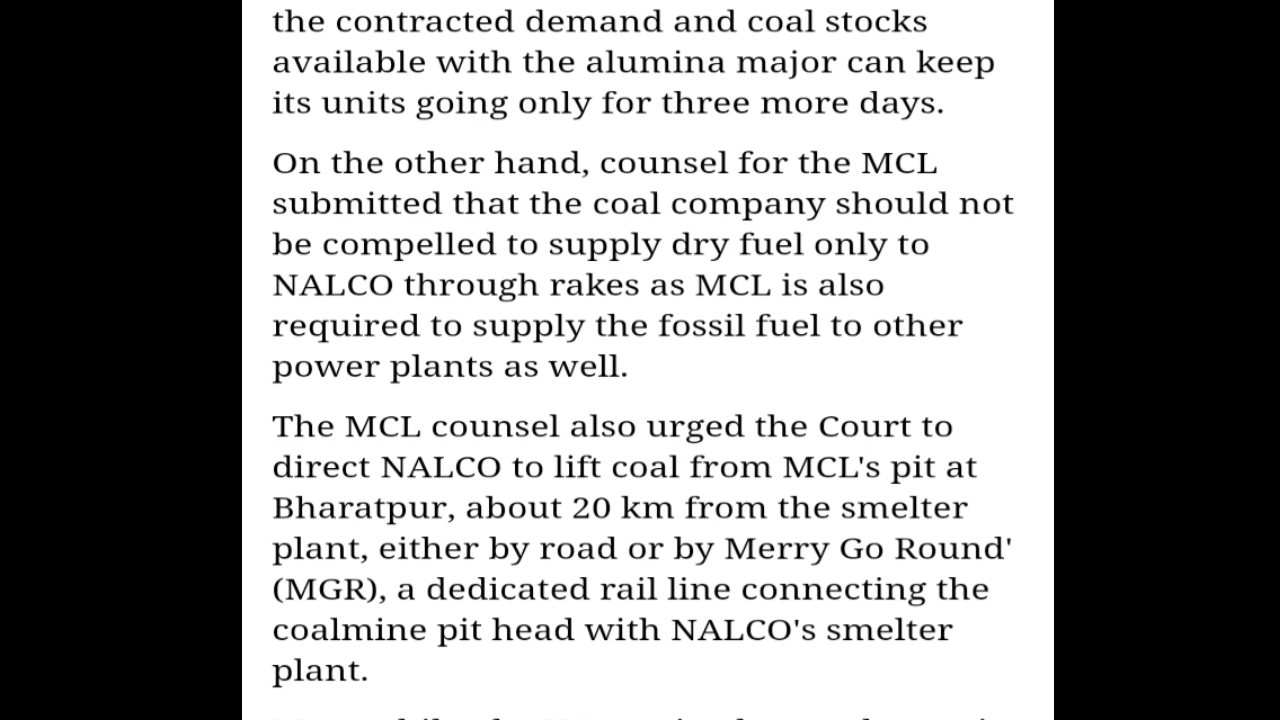 the contracted demand and coal stocks
available with the alumina major can keep
its units going only for three more days.
On the other hand, counsel for the MCL
submitted that the coal company should not
be compelled to supply dry fuel only to
NALCO through rakes as MCL is also
required to supply the fossil fuel to other
power plants as well.
The MCL counsel also urged the Court to
direct NALCO to lift coal from MCL's pit at
Bharatpur, about 20 km from the smelter
plant, either by road or by Merry Go Round'
(MGR), a dedicated rail line connecting the
coalmine pit head with NALCO's smelter
plant.